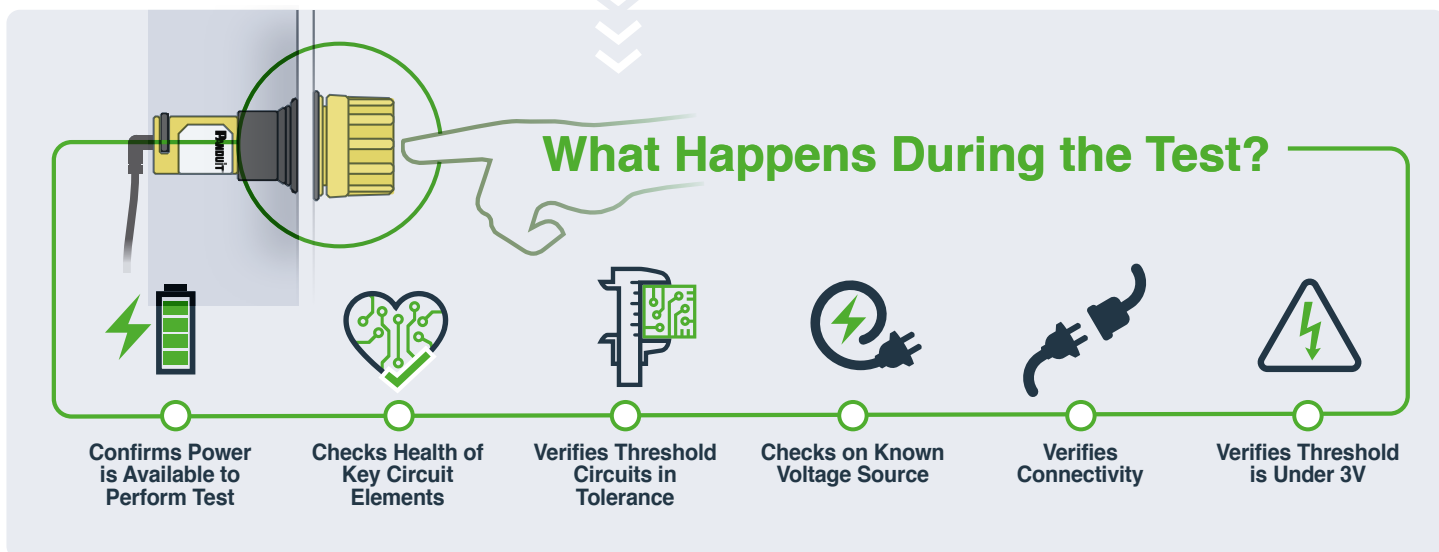 PANDUIT
What Happens During the Test?
Confirms Power
is Available to
Perform Test
Checks Health of
Key Circuit
Elements
Verifies Threshold
Circuits in
Tolerance
Checks on Known
Voltage Source
Verifies
Connectivity
Verifies Threshold
is Under 3V